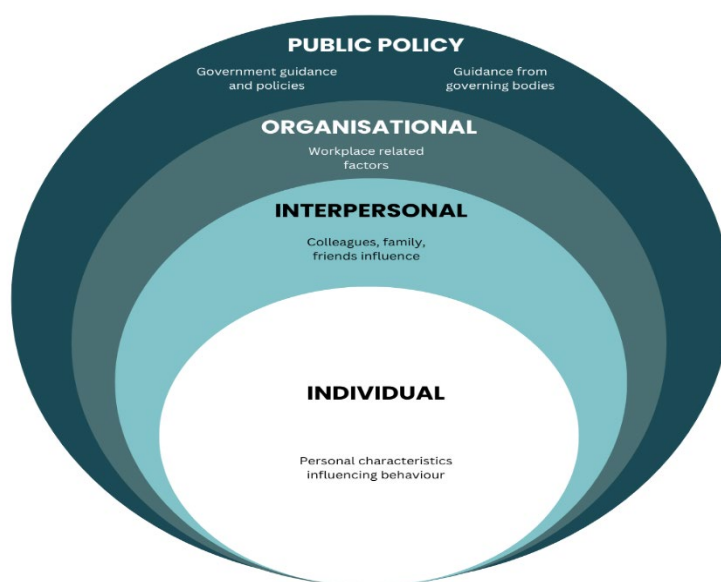 PUBLIC POLICY
Government guidance
and policies
Guidance from
governing bodies
ORGANISATIONAL
Workplace related
factors
INTERPERSONAL
Colleagues, family,
friends influence
INDIVIDUAL
Personal characteristics
influencing behaviour